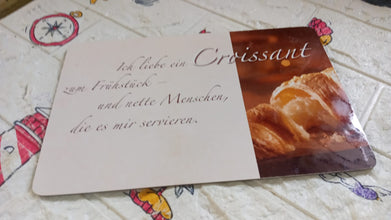 Ich liebe ein Croissant
zum Frühstück –
und nette Menschen,
die es mir servieren.